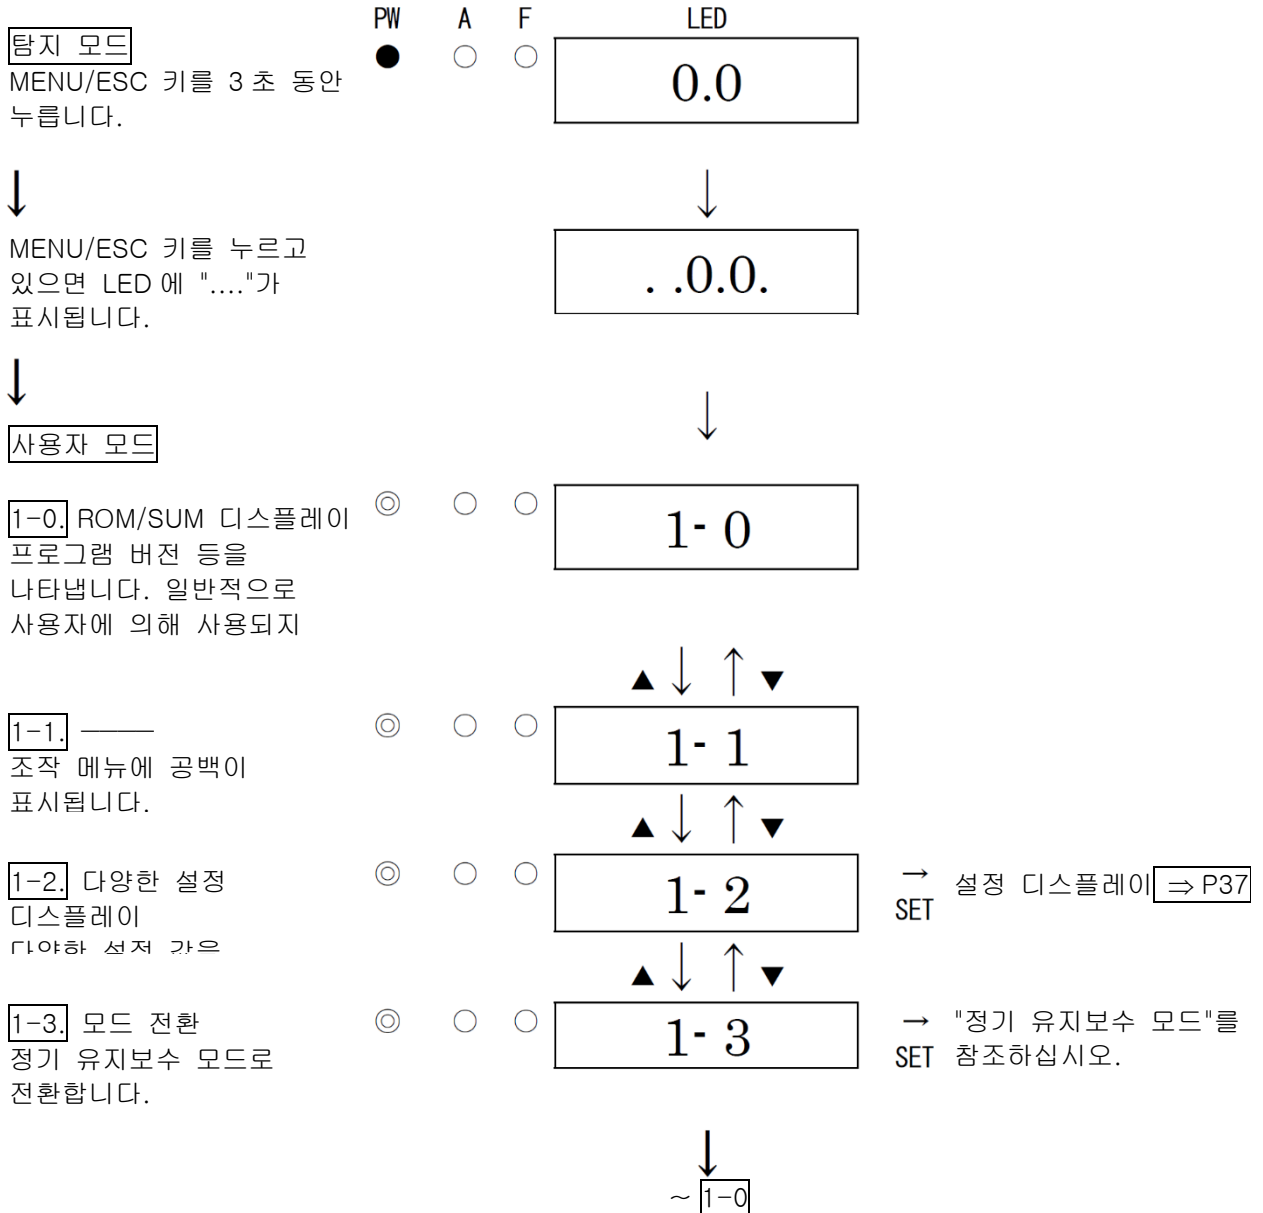 PW A F LED
탐지 모드
MENU/ESC 키를 3초 동안
누릅니다.
0.0
MENU/ESC 키를 누르고
있으면 LED에 "...."가
표시됩니다.
. .0.0.
사용자 모드
1-0. ROM/SUM 디스플레이
프로그램 버전 등을
나타냅니다. 일반적으로
사용자에 의해 사용되지
1- 0
▲ ↓ ↑ ▼
1-1. ————
조작 메뉴에 공백이
표시됩니다.
1- 1
▲ ↓ ↑ ▼
1-2. 다양한 설정
디스플레이
다양한 설정 값을
1- 2
→ 설정 디스플레이 ⇒ P37
SET
▲ ↓ ↑ ▼
1-3. 모드 전환
정기 유지보수 모드로
전환합니다.
1- 3
→ "정기 유지보수 모드"를
SET 참조하십시오.
~ 1-0